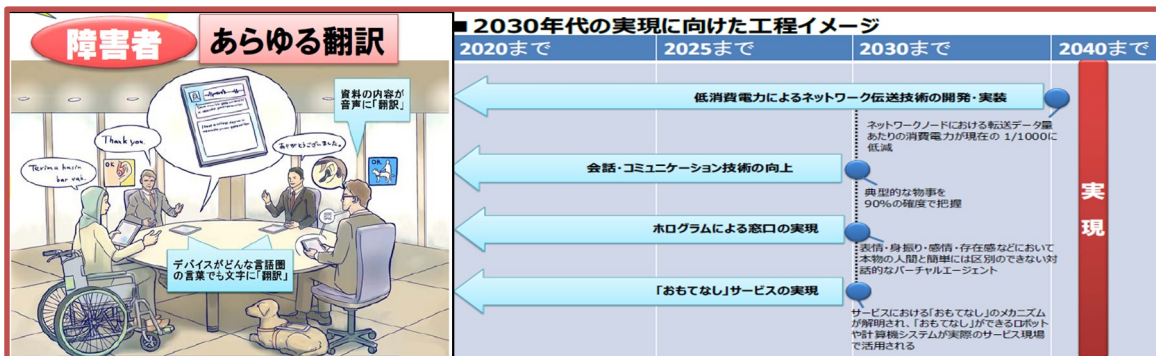 障害者
あらゆる翻訳
資料の内容が
音声に「翻訳」
Thank you.
ありがとうございました。
Terima kasih
OK
OK
デバイスがどんな言語圏
の言葉でも文字に「翻訳」
■ 2030年代の実現に向けた工程イメージ
2020まで
2025まで
2030まで
2040まで
低消費電力によるネットワーク伝送技術の開発・実装
ネットワークノードにおける転送データ量
あたりの消費電力が現在の 1/1000に
低減
会話・コミュニケーション技術の向上
典型的な物事を
90%の確度で把握
ホログラムによる窓口の実現
表情・身振り・感情・存在感などにおいて
本物の人間と簡単には区別のできない対
話的なバーチャルエージェント
「おもてなし」サービスの実現
サービスにおける「おもてなし」のメカニズム
が解明され、「おもてなし」ができるロボット
や計算機システムが実際のサービス現場
で活用される
実現